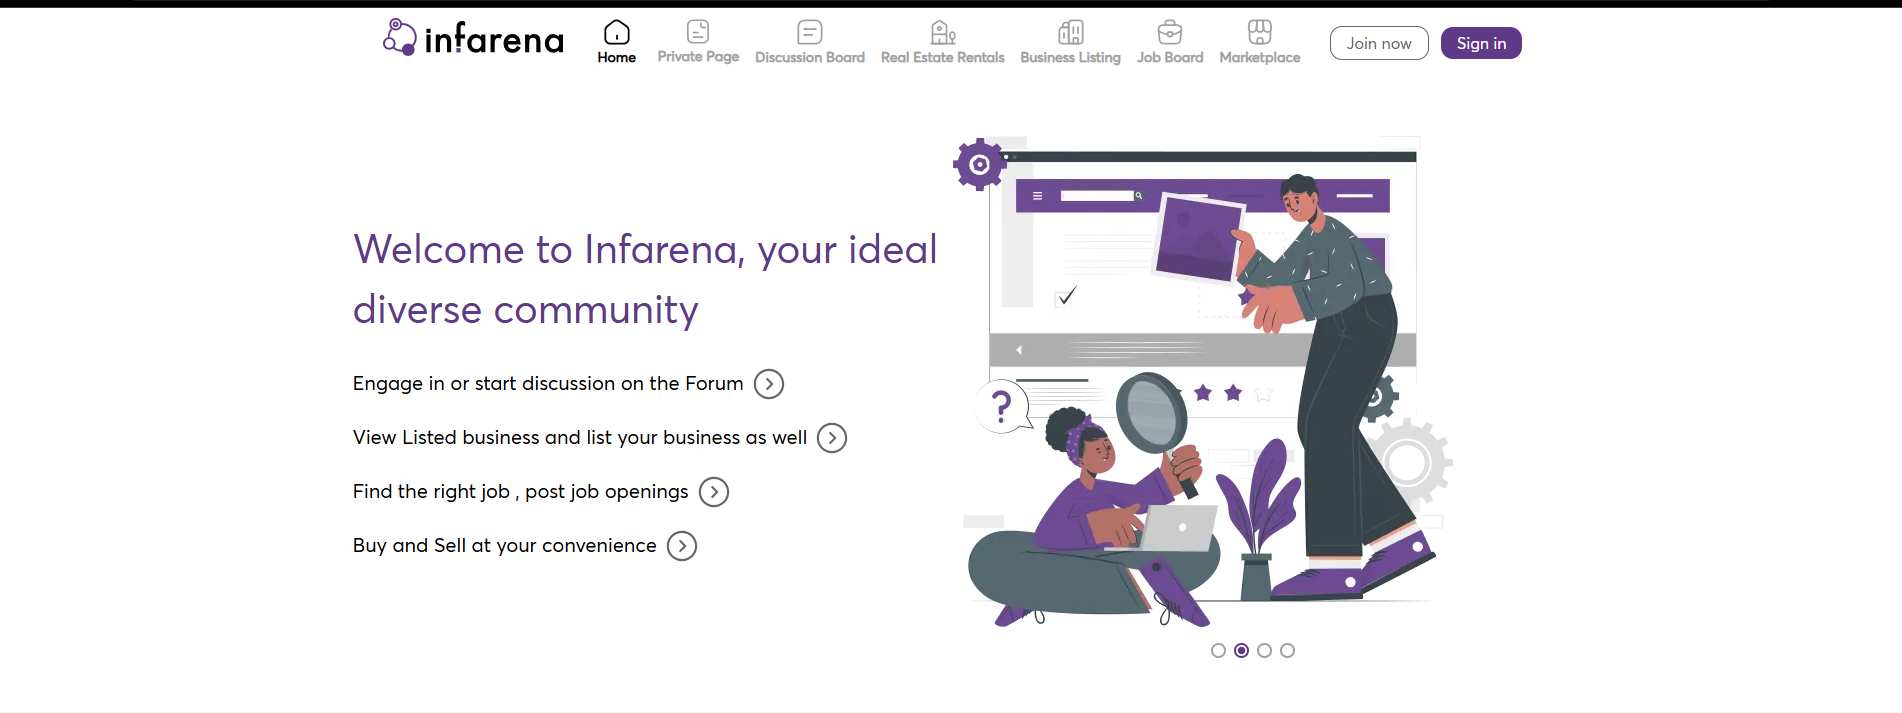 infarena
Home
Private Page
Discussion Board
Real Estate Rentals
Business Listing
Job Board
Marketplace
Join now
Sign in
Welcome to Infarena, your ideal
diverse community
Engage in or start discussion on the Forum
View Listed business and list your business as well
Find the right job , post job openings
Buy and Sell at your convenience
?